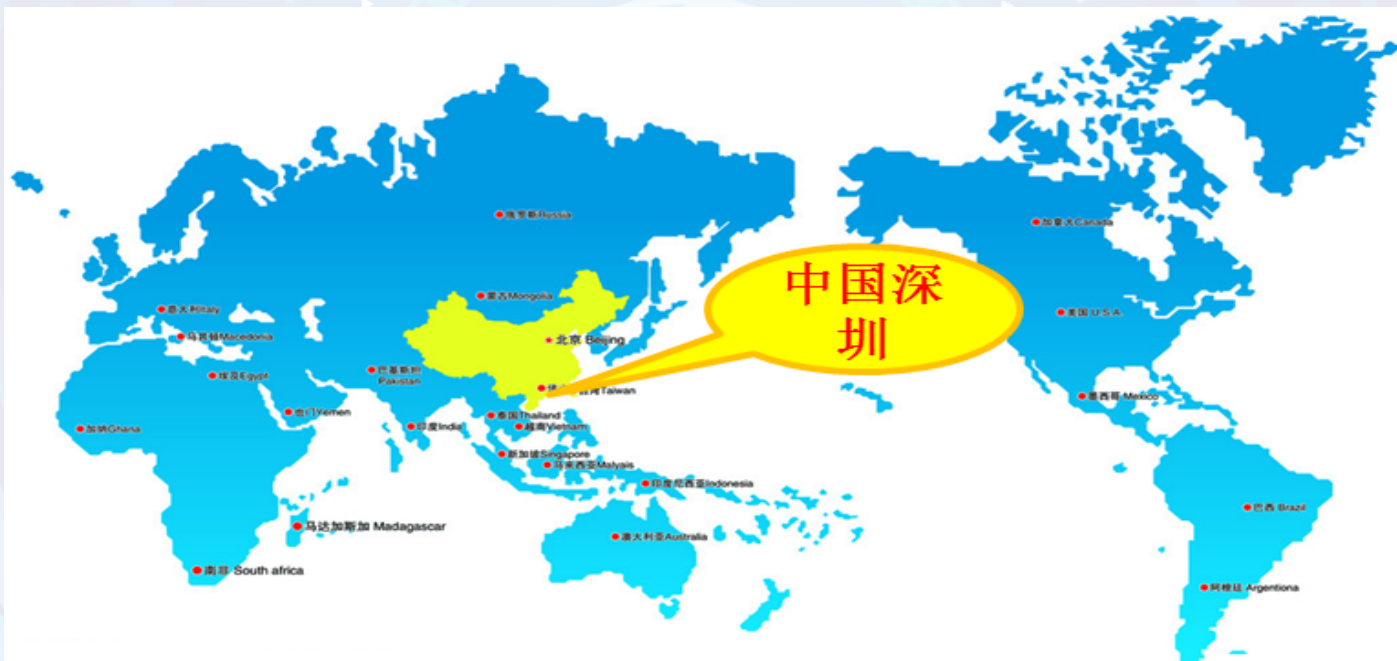 俄罗斯Russia
加拿大Canada
中国深
圳
蒙古Mongolia
意大利Italy
美国 U.S.A.
马其顿Macedonia
北京 Beijing
巴基斯坦
Pakistan
埃及Egypt
台湾Taiwan
墨西哥 Mexico
也门Yemen
泰国Thailand
加纳Ghana
印度India
越南Vietnam
新加坡Singapore
马来西亚Malyais
印度尼西亚Indonesia
巴西 Brazil
马达加斯加 Madagascar
澳大利亚Australia
南非 South africa
阿根廷 Argentiona